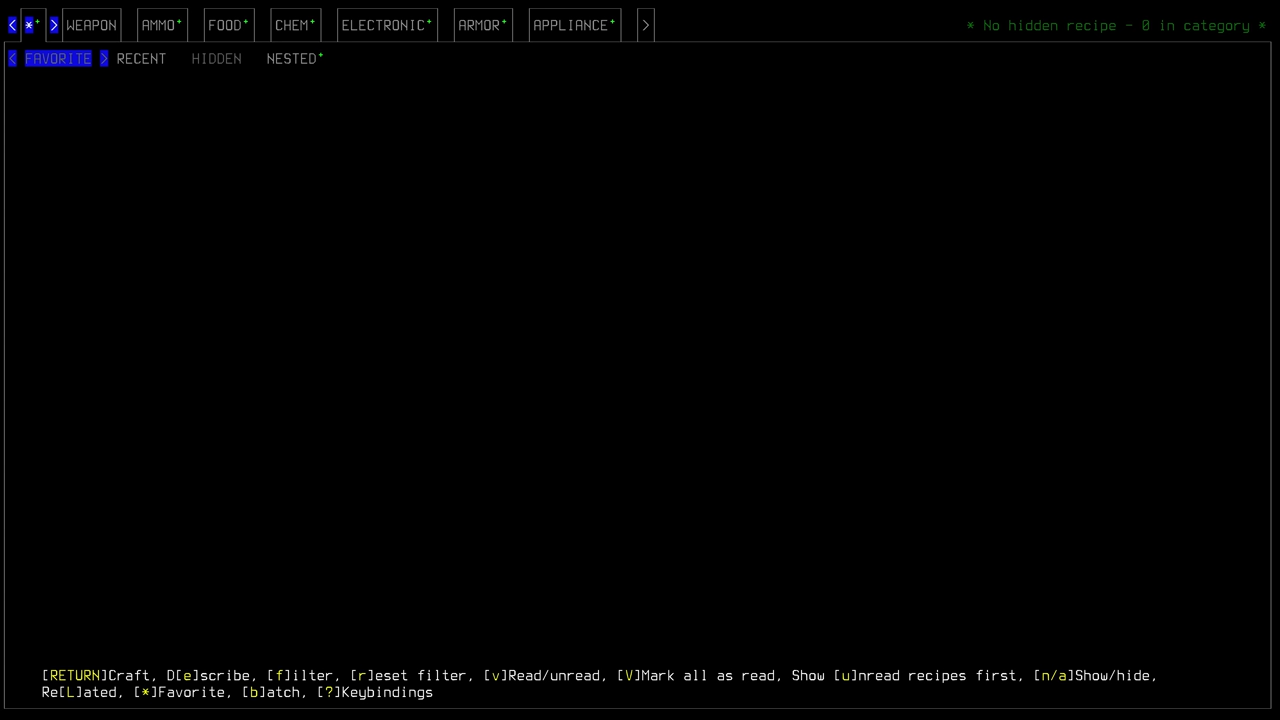 < *⁺ > WEAPON AMMO⁺ FOOD⁺ CHEM⁺ ELECTRONIC⁺ ARMOR⁺ APPLIANCE⁺ > * No hidden recipe - 0 in category *
< FAVORITE > RECENT HIDDEN NESTED⁺
[RETURN]Craft, D[e]scribe, [f]ilter, [r]eset filter, [v]Read/unread, [V]Mark all as read, Show [u]nread recipes first, [n/a]Show/hide,
Re[L]ated, [*]Favorite, [b]atch, [?]Keybindings